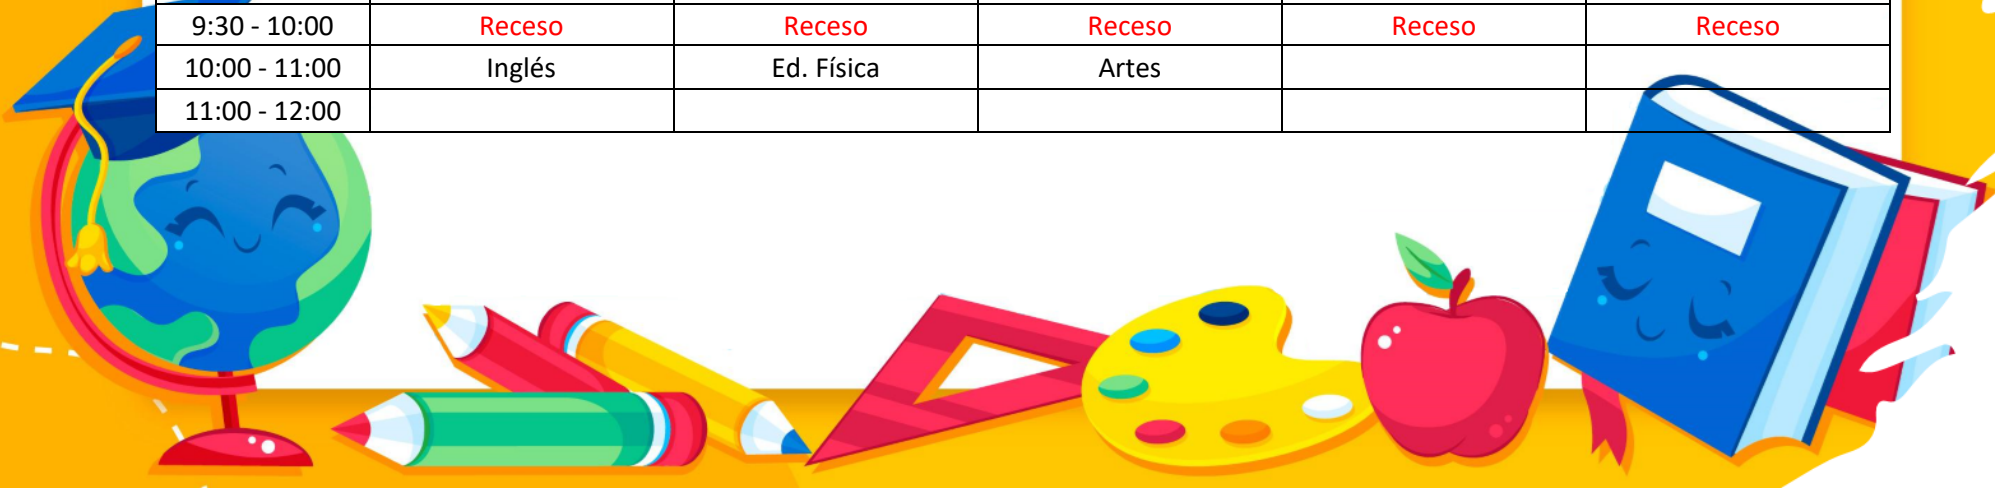 9:30 - 10:00 Receso Receso Receso Receso Receso
10:00 - 11:00 Inglés Ed. Física Artes
11:00 - 12:00